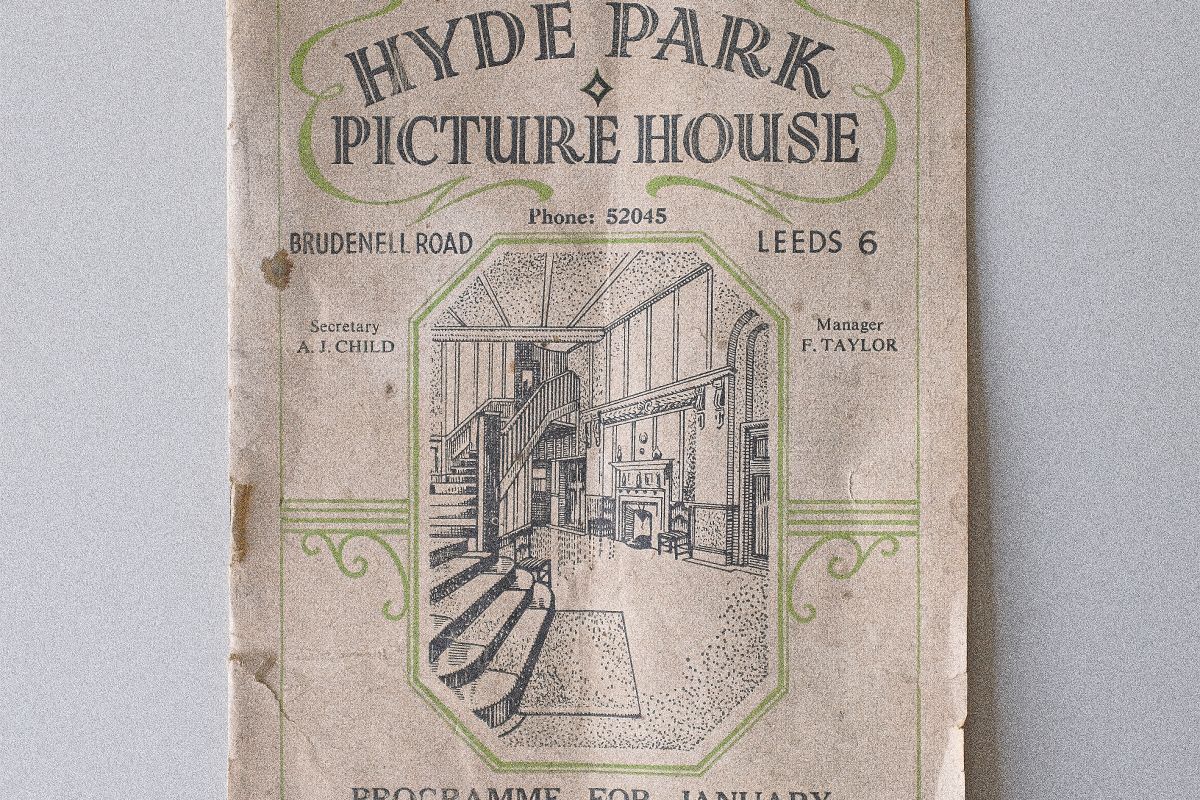 HYDE PARK
PICTURE HOUSE
Phone: 52045
BRUDENELL ROAD
LEEDS 6
Secretary
A. J. CHILD
Manager
F. TAYLOR
PROGRAMME FOR JANUARY